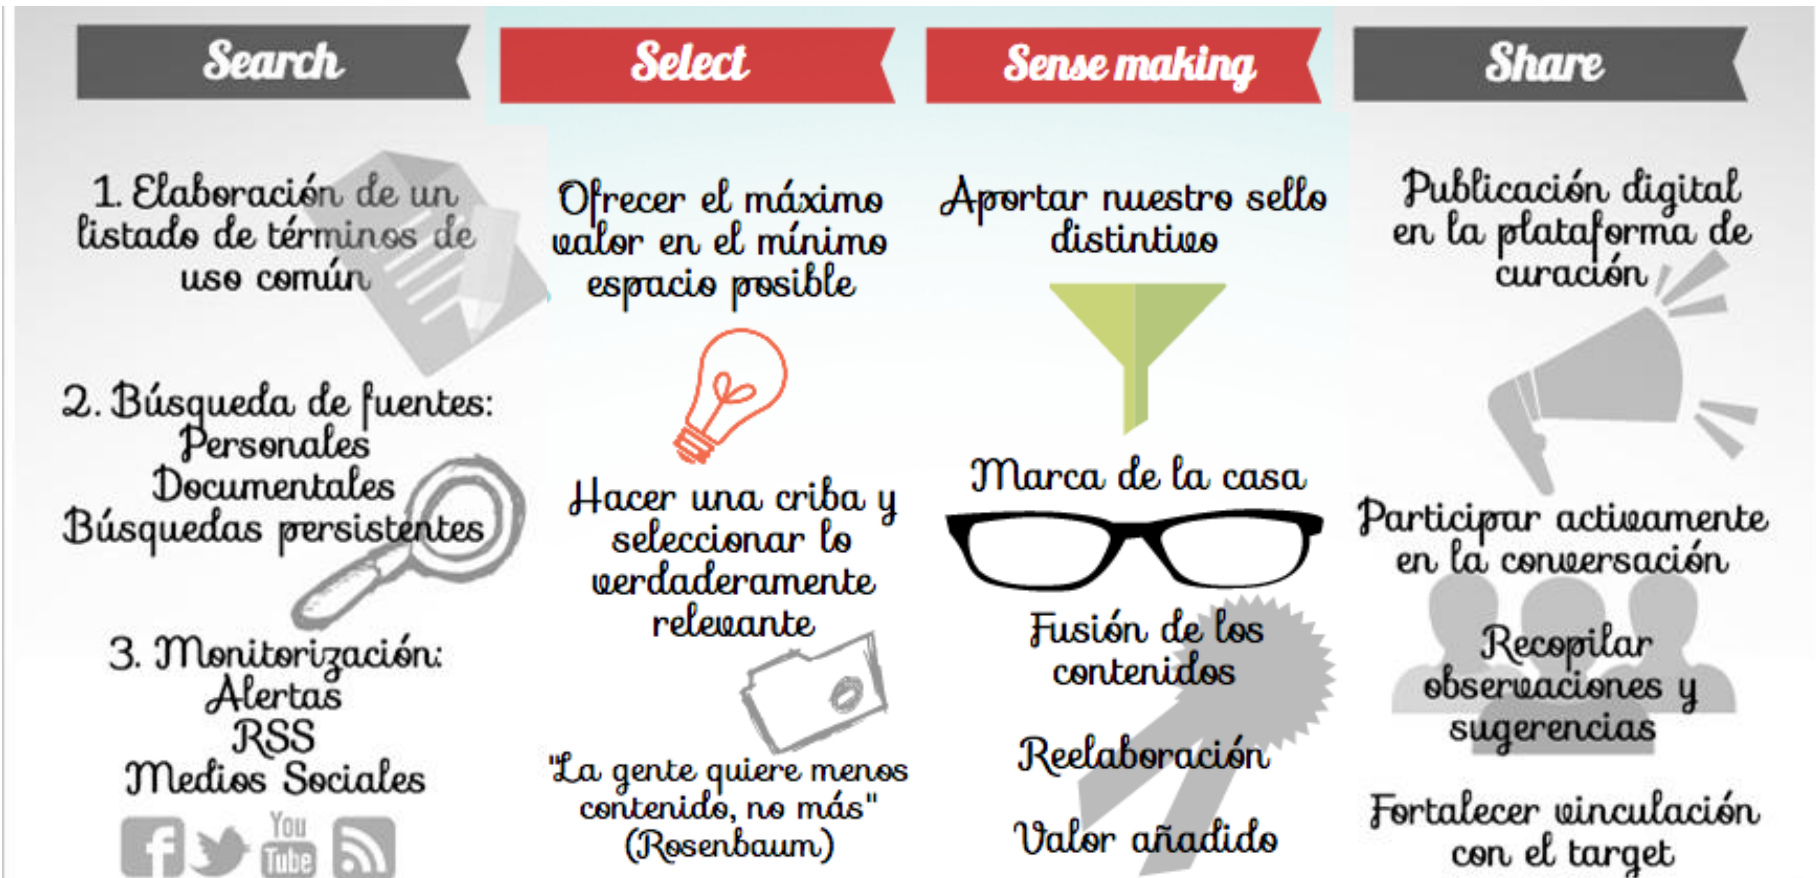 Search
1. Elaboración de un
listado de términos de
uso común
2. Búsqueda de fuentes:
Personales
Documentales
Búsquedas persistentes
3. Monitorización:
Alertas
RSS
Medios Sociales
You
Tube
Select
Ofrecer el máximo
valor en el mínimo
espacio posible
Hacer una criba y
seleccionar lo
verdaderamente
relevante
"La gente quiere menos
contenido, no más"
(Rosenbaum)
Sense making
Aportar nuestro sello
distintivo
Marca de la casa
Fusión de los
contenidos
Reelaboración
Valor añadido
Share
Publicación digital
en la plataforma de
curación
Participar activamente
en la conversación
Recopilar
observaciones y
sugerencias
Fortalecer vinculación
con el target